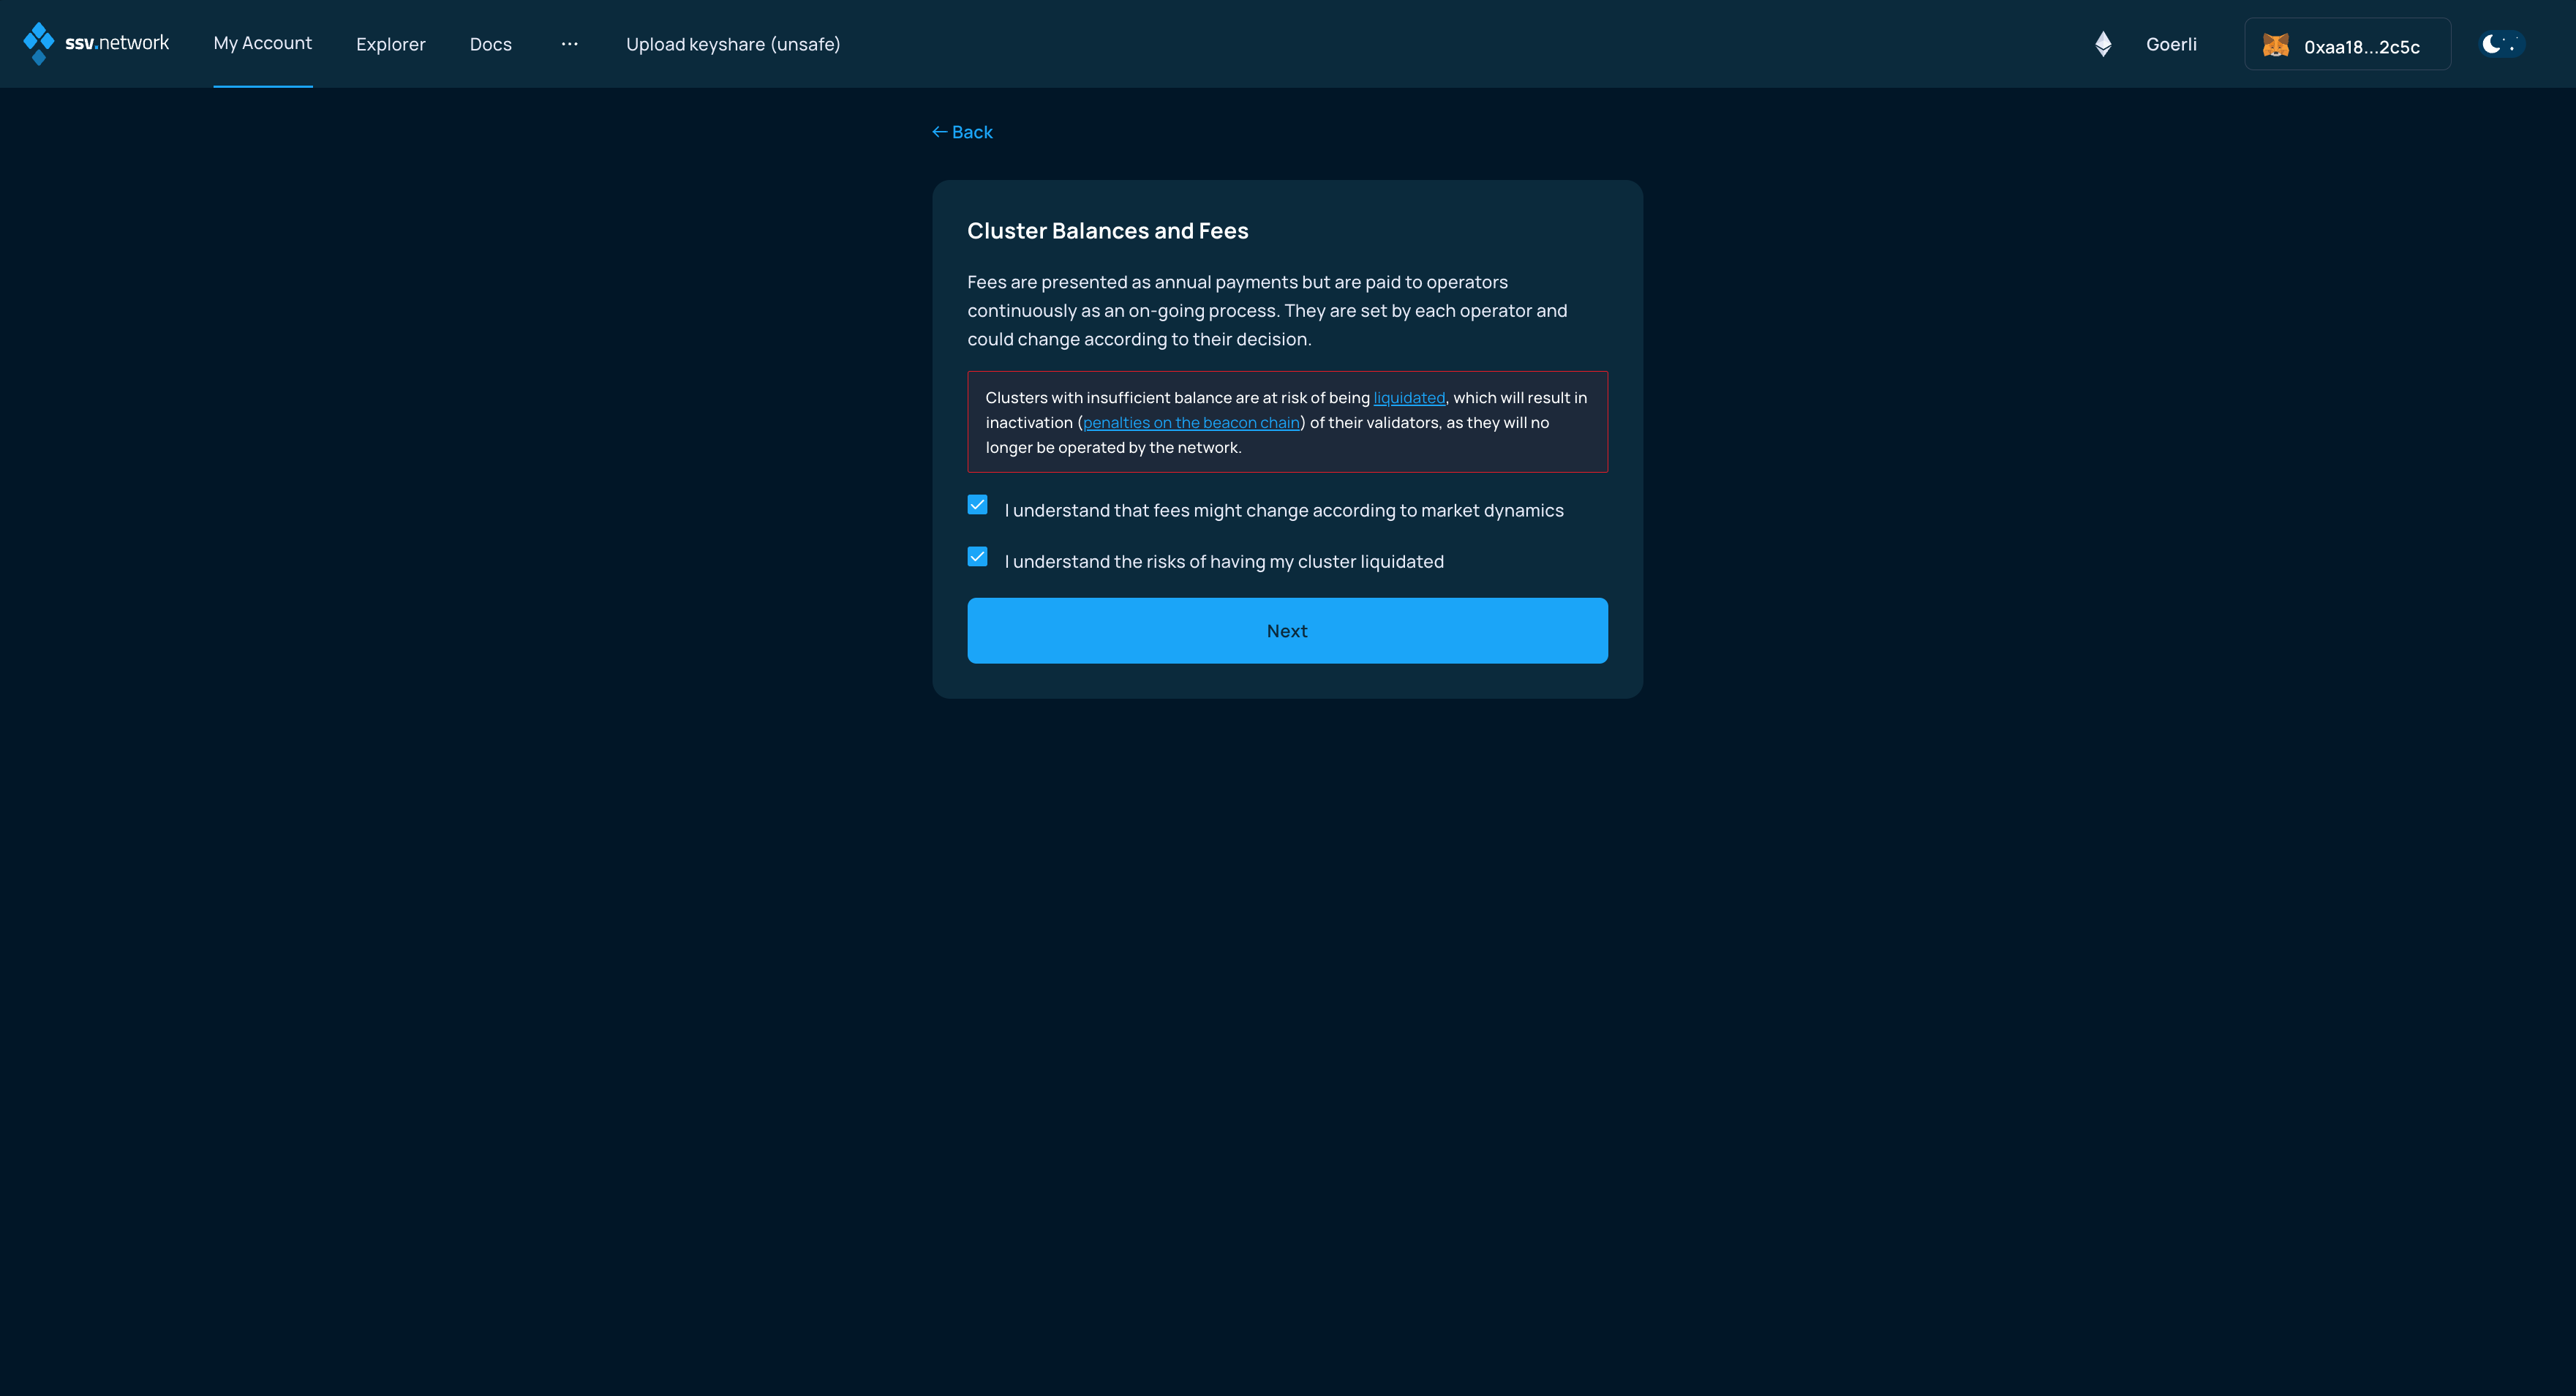 ssv.network
My Account
Explorer
Docs
...
Upload keyshare (unsafe)
Goerli
0xaa18...2c5c
← Back
Cluster Balances and Fees
Fees are presented as annual payments but are paid to operators
continuously as an on-going process. They are set by each operator and
could change according to their decision.
Clusters with insufficient balance are at risk of being liquidated, which will result in
inactivation (penalties on the beacon chain) of their validators, as they will no
longer be operated by the network.
I understand that fees might change according to market dynamics
I understand the risks of having my cluster liquidated
Next